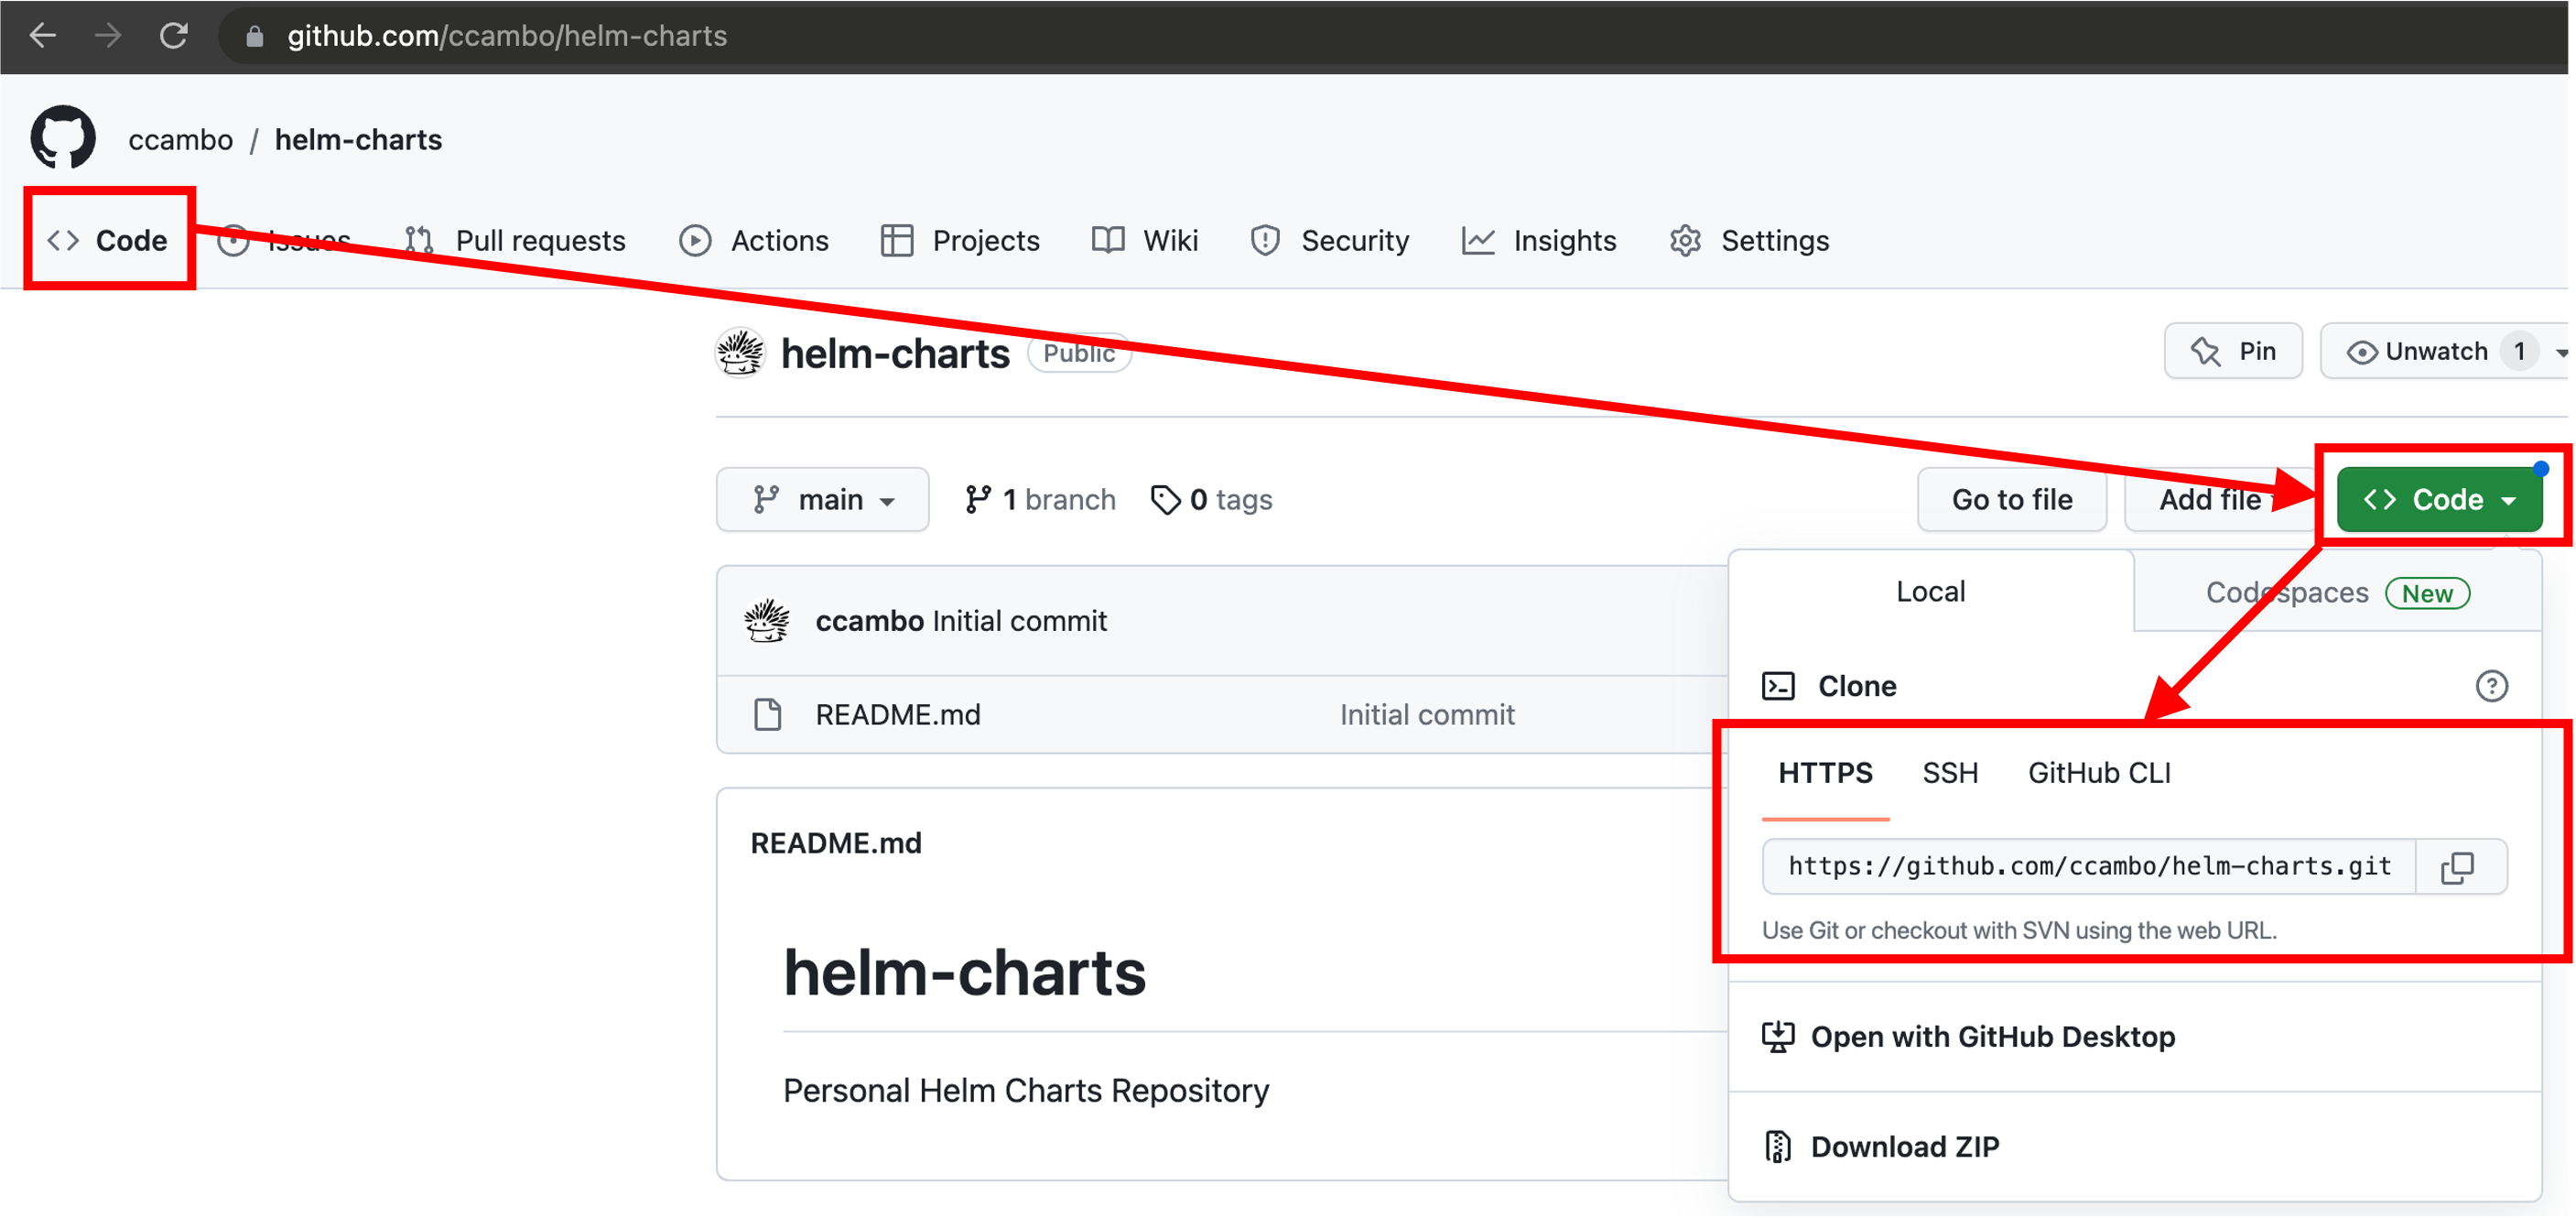 github.com/ccambo/helm-charts
ccambo / helm-charts
Code Issues Pull requests Actions Projects Wiki Security Insights Settings
helm-charts Public Pin Unwatch 1
main 1 branch 0 tags Go to file Add file Code
Local Codespaces New
ccambo Initial commit
Clone
README.md Initial commit
HTTPS SSH GitHub CLI
README.md
https://github.com/ccambo/helm-charts.git
Use Git or checkout with SVN using the web URL.
helm-charts
Open with GitHub Desktop
Personal Helm Charts Repository
Download ZIP